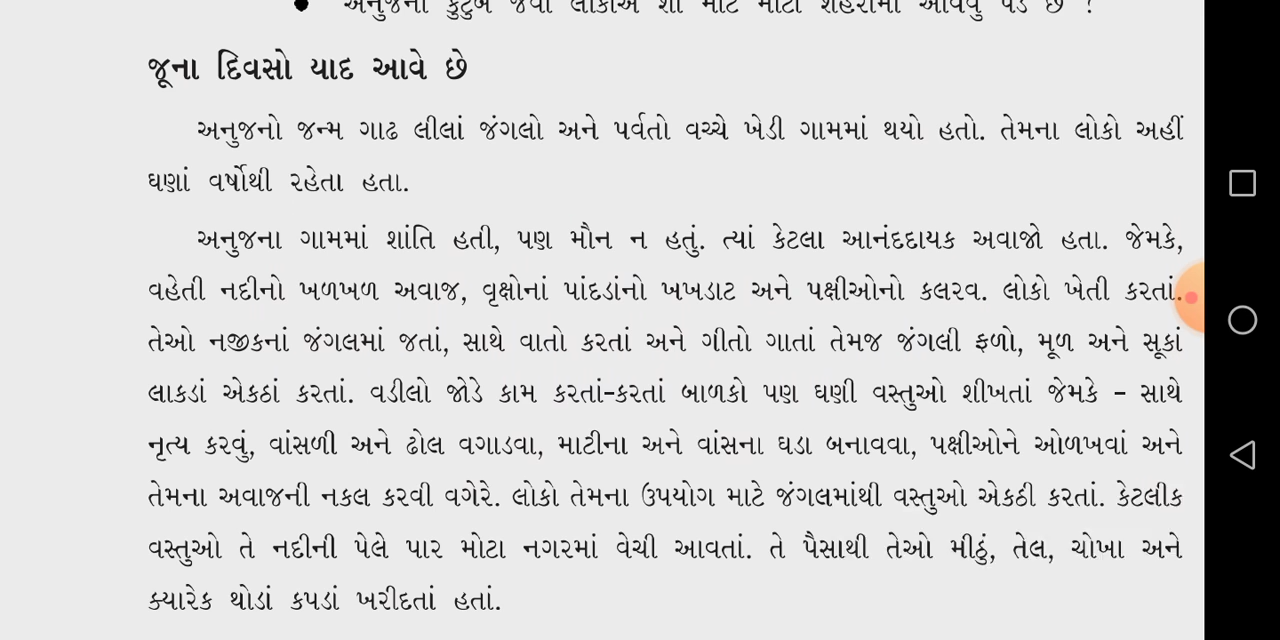 ● અનુજના કુટુંબ જેવા લોકોએ શા માટે મોટા શહેરોમાં આવવું પડે છે ?
જૂના દિવસો યાદ આવે છે
અનુજનો જન્મ ગાઢ લીલાં જંગલો અને પર્વતો વચ્ચે ખેડી ગામમાં થયો હતો. તેમના લોકો અહીં
ઘણાં વર્ષોથી રહેતા હતા.
અનુજના ગામમાં શાંતિ હતી, પણ મૌન ન હતું. ત્યાં કેટલા આનંદદાયક અવાજો હતા. જેમકે,
વહેતી નદીનો ખળખળ અવાજ, વૃક્ષોનાં પાંદડાંનો ખખડાટ અને પક્ષીઓનો કલરવ. લોકો ખેતી કરતાં.
તેઓ નજીકનાં જંગલમાં જતાં, સાથે વાતો કરતાં અને ગીતો ગાતાં તેમજ જંગલી ફળો, મૂળ અને સૂકાં
લાકડાં એકઠાં કરતાં. વડીલો જોડે કામ કરતાં-કરતાં બાળકો પણ ઘણી વસ્તુઓ શીખતાં જેમકે - સાથે
નૃત્ય કરવું, વાંસળી અને ઢોલ વગાડવા, માટીના અને વાંસના ઘડા બનાવવા, પક્ષીઓને ઓળખવાં અને
તેમના અવાજની નકલ કરવી વગેરે. લોકો તેમના ઉપયોગ માટે જંગલમાંથી વસ્તુઓ એકઠી કરતાં. કેટલીક
વસ્તુઓ તે નદીની પેલે પાર મોટા નગરમાં વેચી આવતાં. તે પૈસાથી તેઓ મીઠું, તેલ, ચોખા અને
ક્યારેક થોડાં કપડાં ખરીદતાં હતાં.